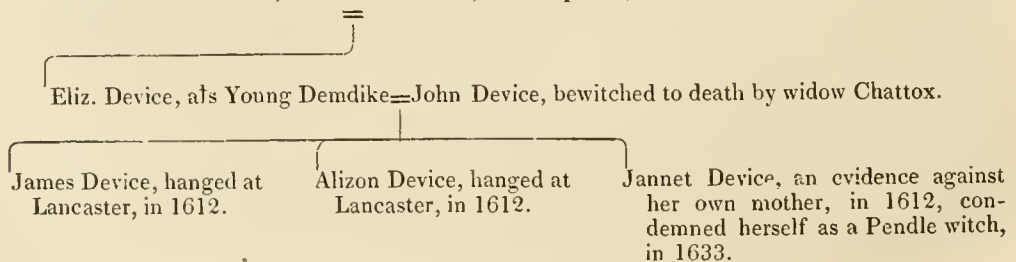 Eliz. Device, als Young Demdike=John Device, bewitched to death by widow Chattox.
James Device, hanged at
Lancaster, in 1612.
Alizon Device, hanged at
Lancaster, in 1612.
Jannet Device, an evidence against
her own mother, in 1612, con-
demned herself as a Pendle witch,
in 1633.